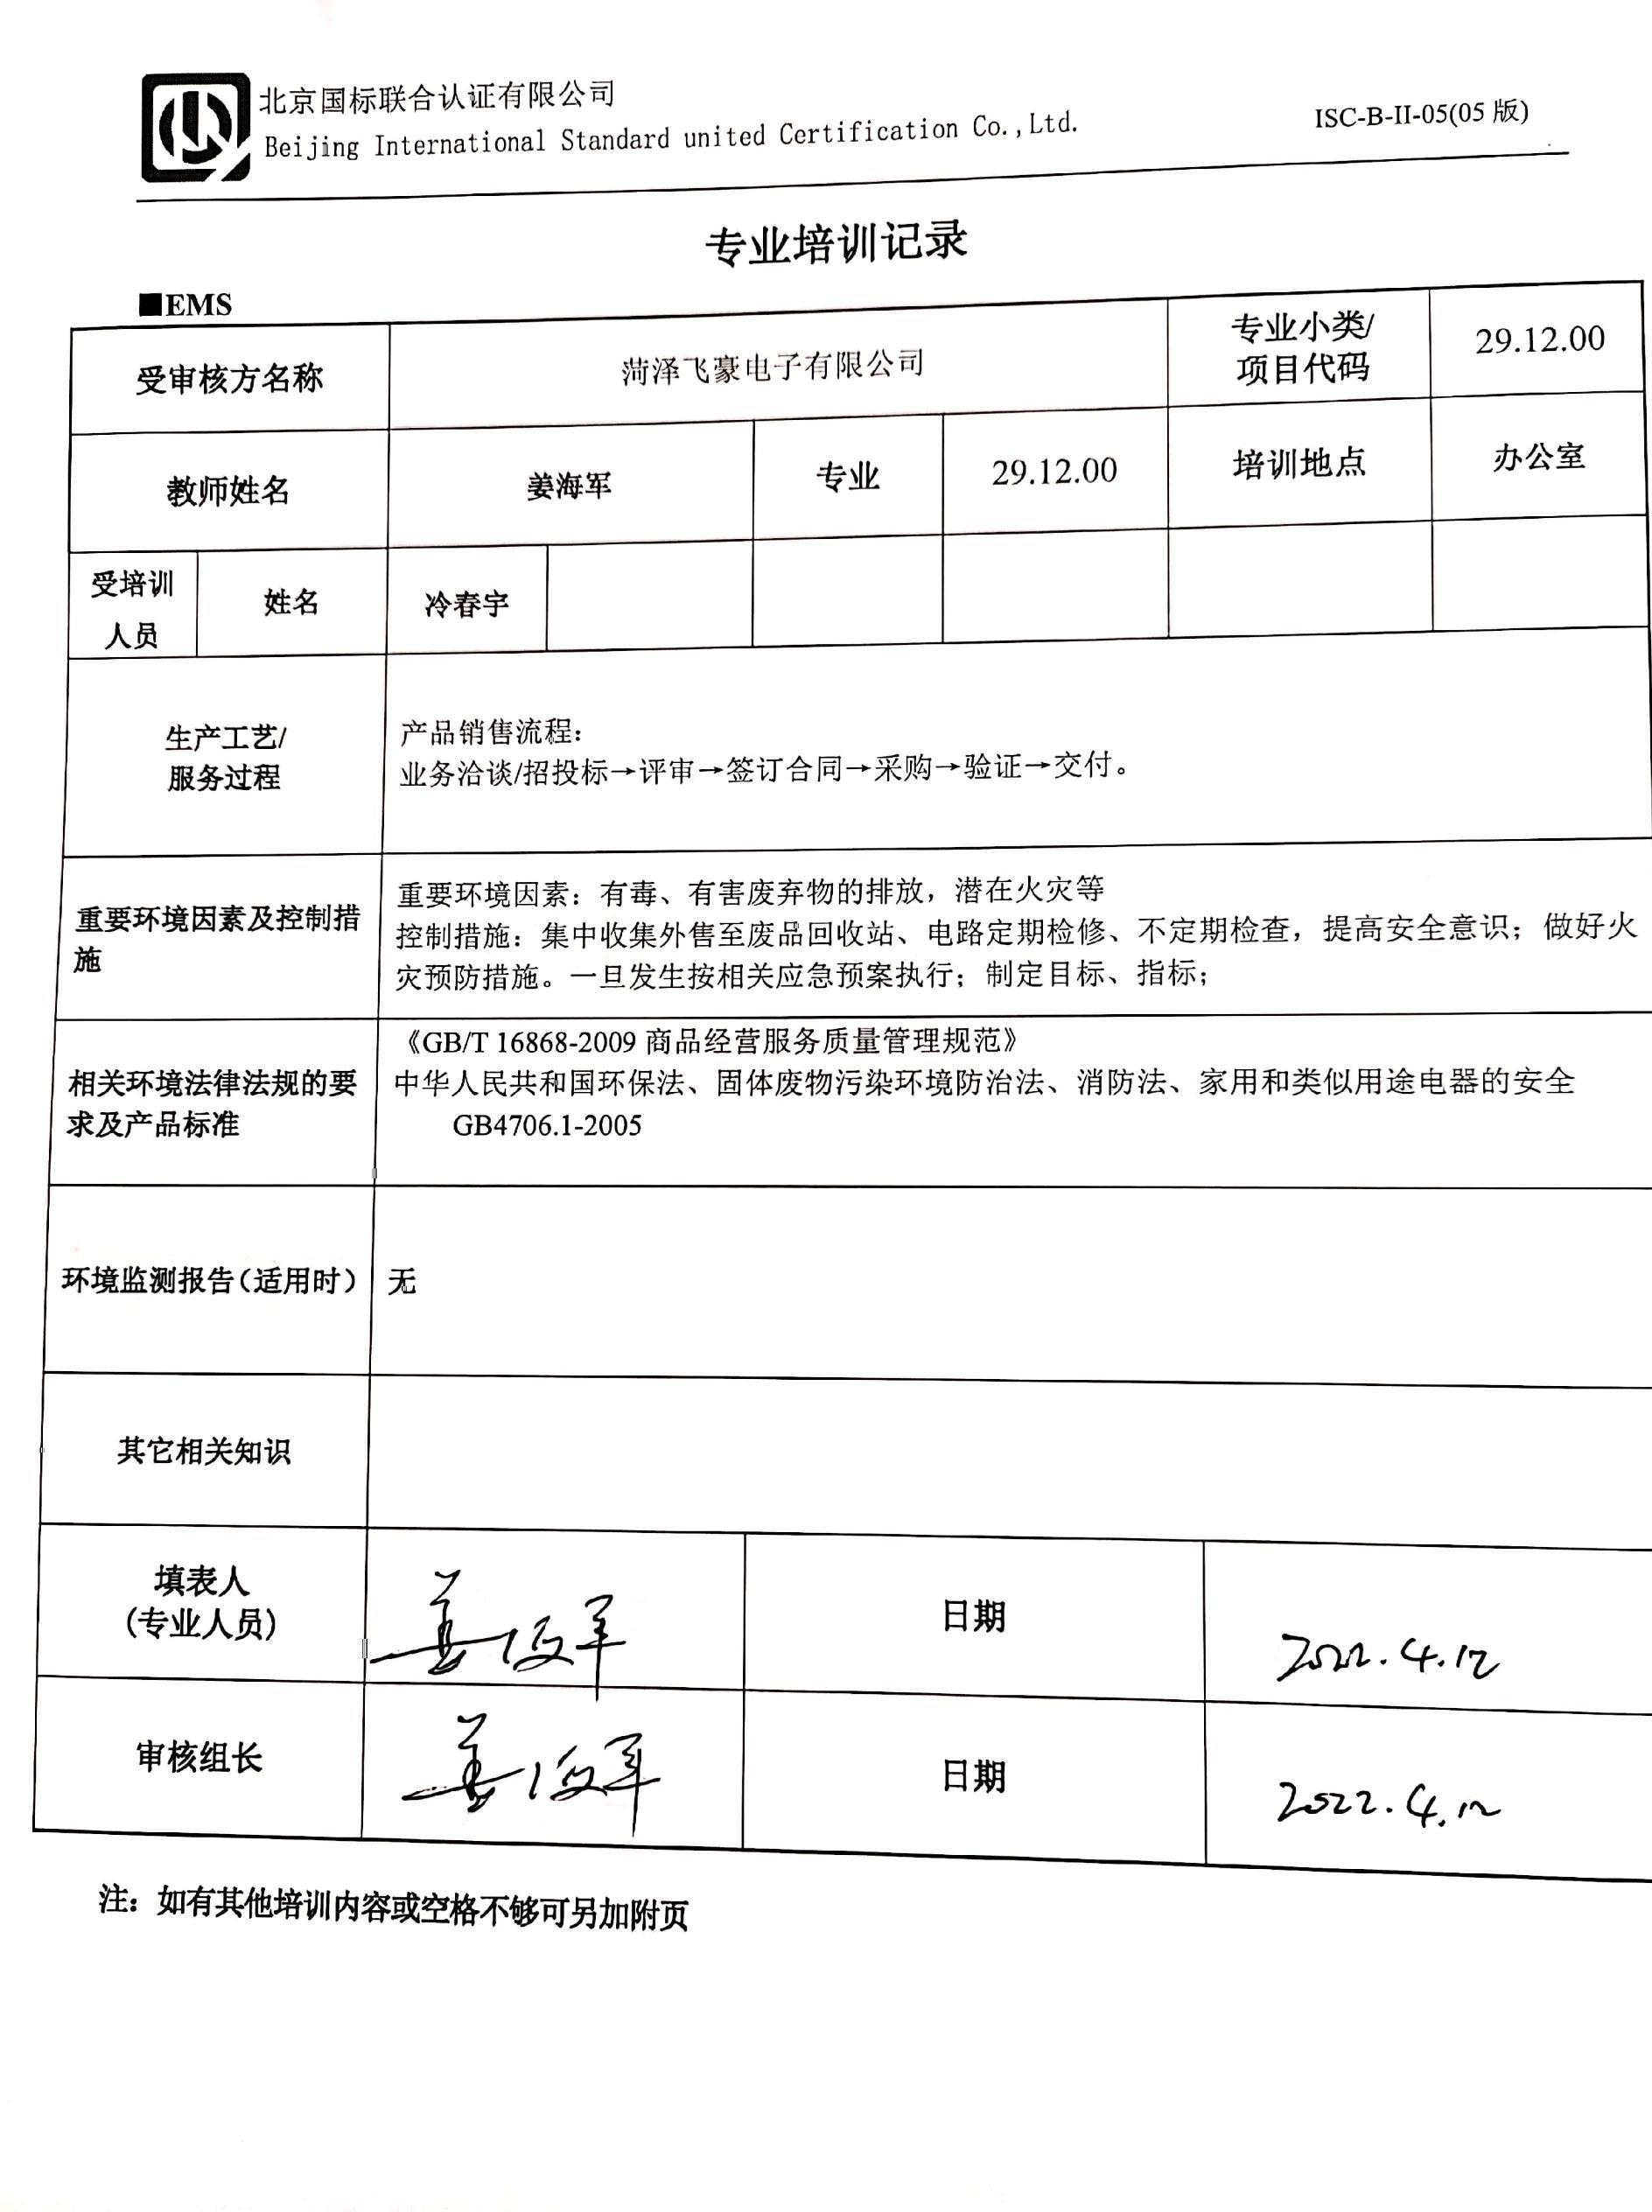 北京国标联合认证有限公司
Beijing International Standard united Certification Co.,Ltd.
ISC-B-II-05(05 版)
专业培训记录
■EMS
受审核方名称
菏泽飞豪电子有限公司
专业小类/
项目代码
29.12.00
教师姓名
姜海军
专业
29.12.00
培训地点
办公室
受培训
人员
姓名
冷春宇
生产工艺/
服务过程
产品销售流程：
业务洽谈/招投标→评审→签订合同→采购→验证→交付。
重要环境因素及控制措
施
重要环境因素：有毒、有害废弃物的排放，潜在火灾等
控制措施：集中收集外售至废品回收站、电路定期检修、不定期检查，提高安全意识；做好火
灾预防措施。一旦发生按相关应急预案执行；制定目标、指标；
相关环境法律法规的要
求及产品标准
《GB/T 16868-2009 商品经营服务质量管理规范》
中华人民共和国环保法、固体废物污染环境防治法、消防法、家用和类似用途电器的安全
GB4706.1-2005
环境监测报告（适用时）
无
其它相关知识
填表人
（专业人员）
姜海军
日期
2022.4.12
审核组长
姜海军
日期
2022.4.12
注：如有其他培训内容或空格不够可另加附页